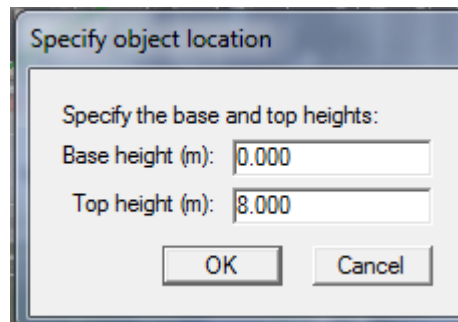 Specify object location
Specify the base and top heights:
Base height (m): 0.000
Top height (m): 8.000
OK Cancel